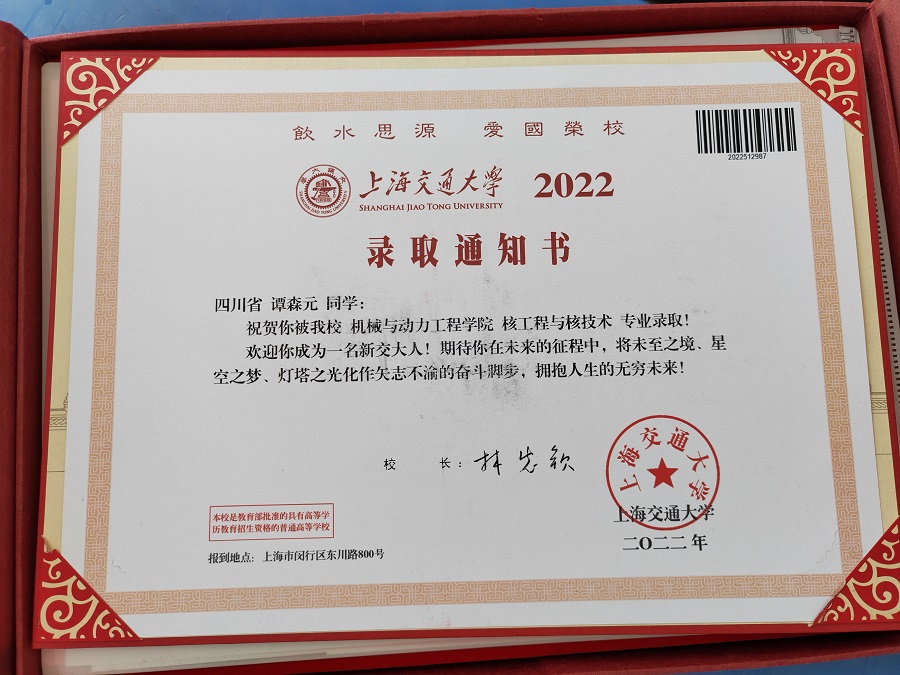 飲水思源 愛國榮校
2022512987
上海交通大學 2022
SHANGHAI JIAO TONG UNIVERSITY
录取通知书
四川省 谭森元 同学:
祝贺你被我校 机械与动力工程学院 核工程与核技术 专业录取!
欢迎你成为一名新交大人!期待你在未来的征程中,将未至之境、星
空之梦、灯塔之光化作矢志不渝的奋斗脚步,拥抱人生的无穷未来!
校 长: 林忠钦
上海交通大学
上海交通大学
二〇二二年
本校是教育部批准的具有高等学
历教育招生资格的普通高等学校
报到地点: 上海市闵行区东川路800号